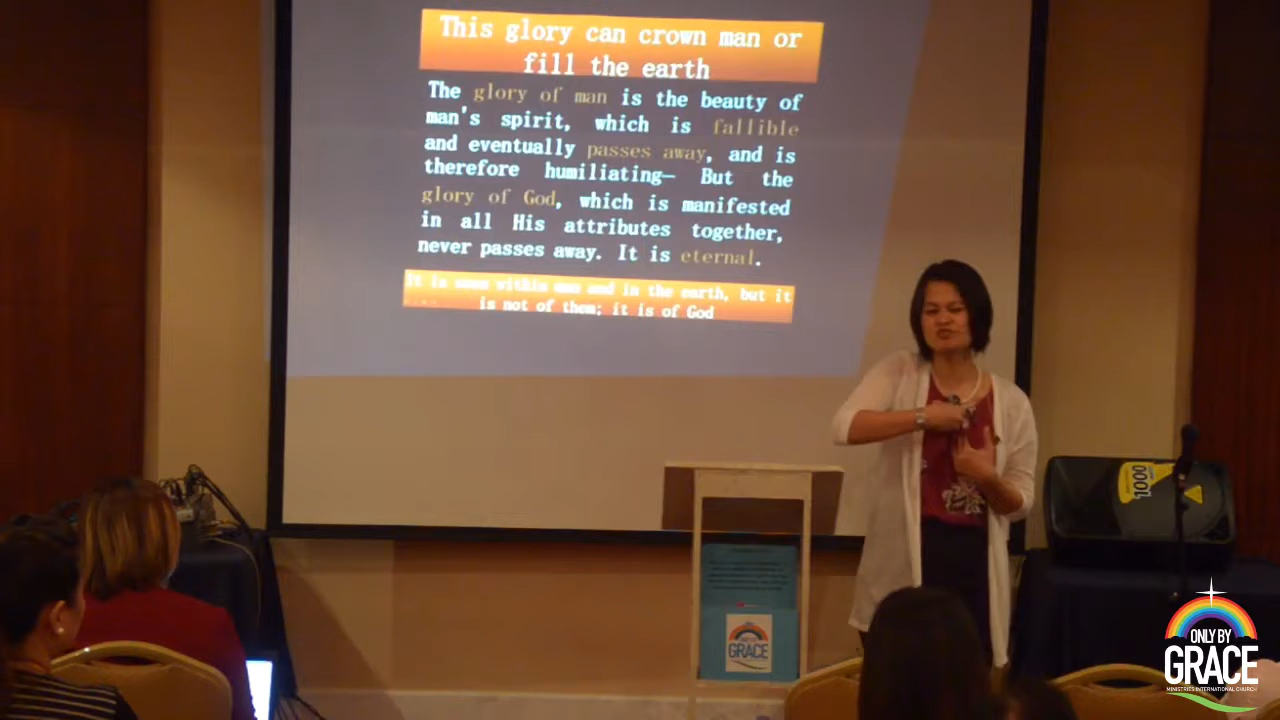 This glory can crown man or
fill the earth
The glory of man is the beauty of
man's spirit, which is fallible
and eventually passes away, and is
therefore humiliating— But the
glory of God, which is manifested
in all His attributes together,
never passes away. It is eternal.
It is seen within man and in the earth, but it
is not of them; it is of God
1000
ONLY BY
GRACE
MINISTRIES INTERNATIONAL CHURCH